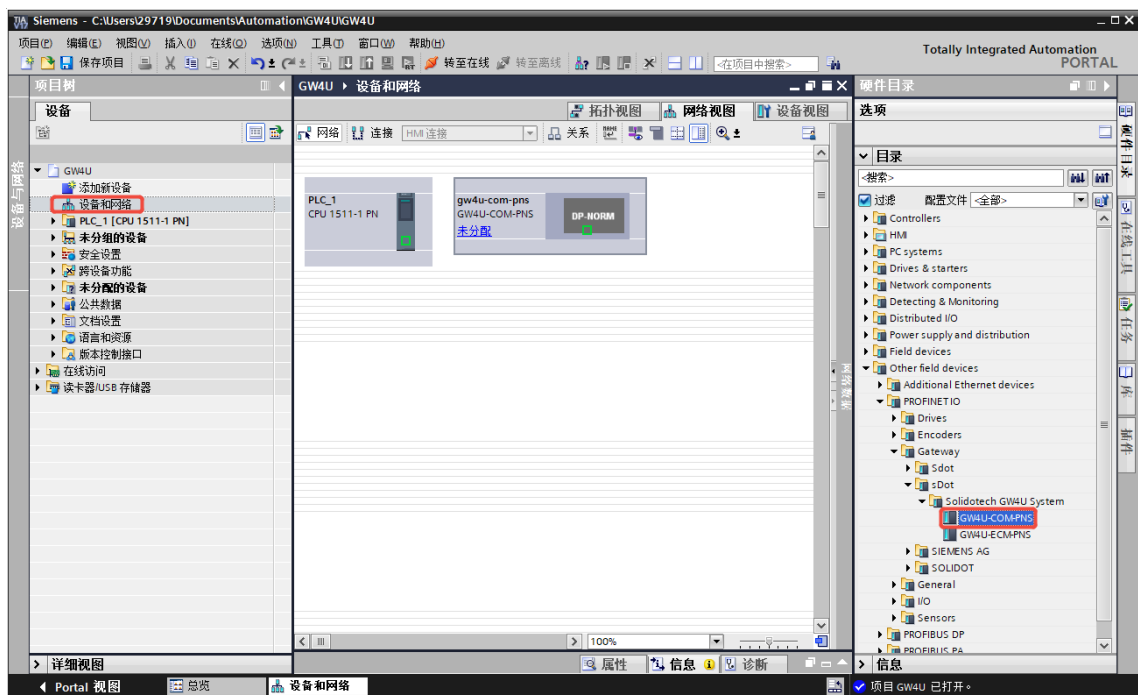 Siemens - C:\Users\29719\Documents\Automation\GW4U\GW4U
项目(P) 编辑(E) 视图(V) 插入(I) 在线(O) 选项(N) 工具(T) 窗口(W) 帮助(H)
Totally Integrated Automation
PORTAL
保存项目 转至在线 转至离线 <在项目中搜索>
项目树
设备
GW4U
添加新设备
设备和网络
PLC_1 [CPU 1511-1 PN]
未分组的设备
安全设置
跨设备功能
未分配的设备
公共数据
文档设置
语言和资源
版本控制接口
在线访问
读卡器/USB 存储器
详细视图
设备与网络
GW4U 设备和网络
拓扑视图 网络视图 设备视图
网络 连接 HMI 连接 关系
PLC_1
CPU 1511-1 PN
gw4u-com-pns
GW4U-COM-PNS
未分配
DP-NORM
网络数据
100%
属性 信息 诊断
硬件目录
选项
目录
<搜索>
过滤 配置文件 <全部>
Controllers
HMI
PC systems
Drives & starters
Network components
Detecting & Monitoring
Distributed I/O
Power supply and distribution
Field devices
Other field devices
Additional Ethernet devices
PROFINET IO
Drives
Encoders
Gateway
Sdot
sDot
Solidotech GW4U System
GW4U-COM-PNS
GW4U-ECM-PNS
SIEMENS AG
SOLIDOT
General
I/O
Sensors
PROFIBUS DP
PROFIBUS PA
信息
硬件目录
在线工具
任务
库
插件
Portal 视图 总览 设备和网络 项目 GW4U 已打开。